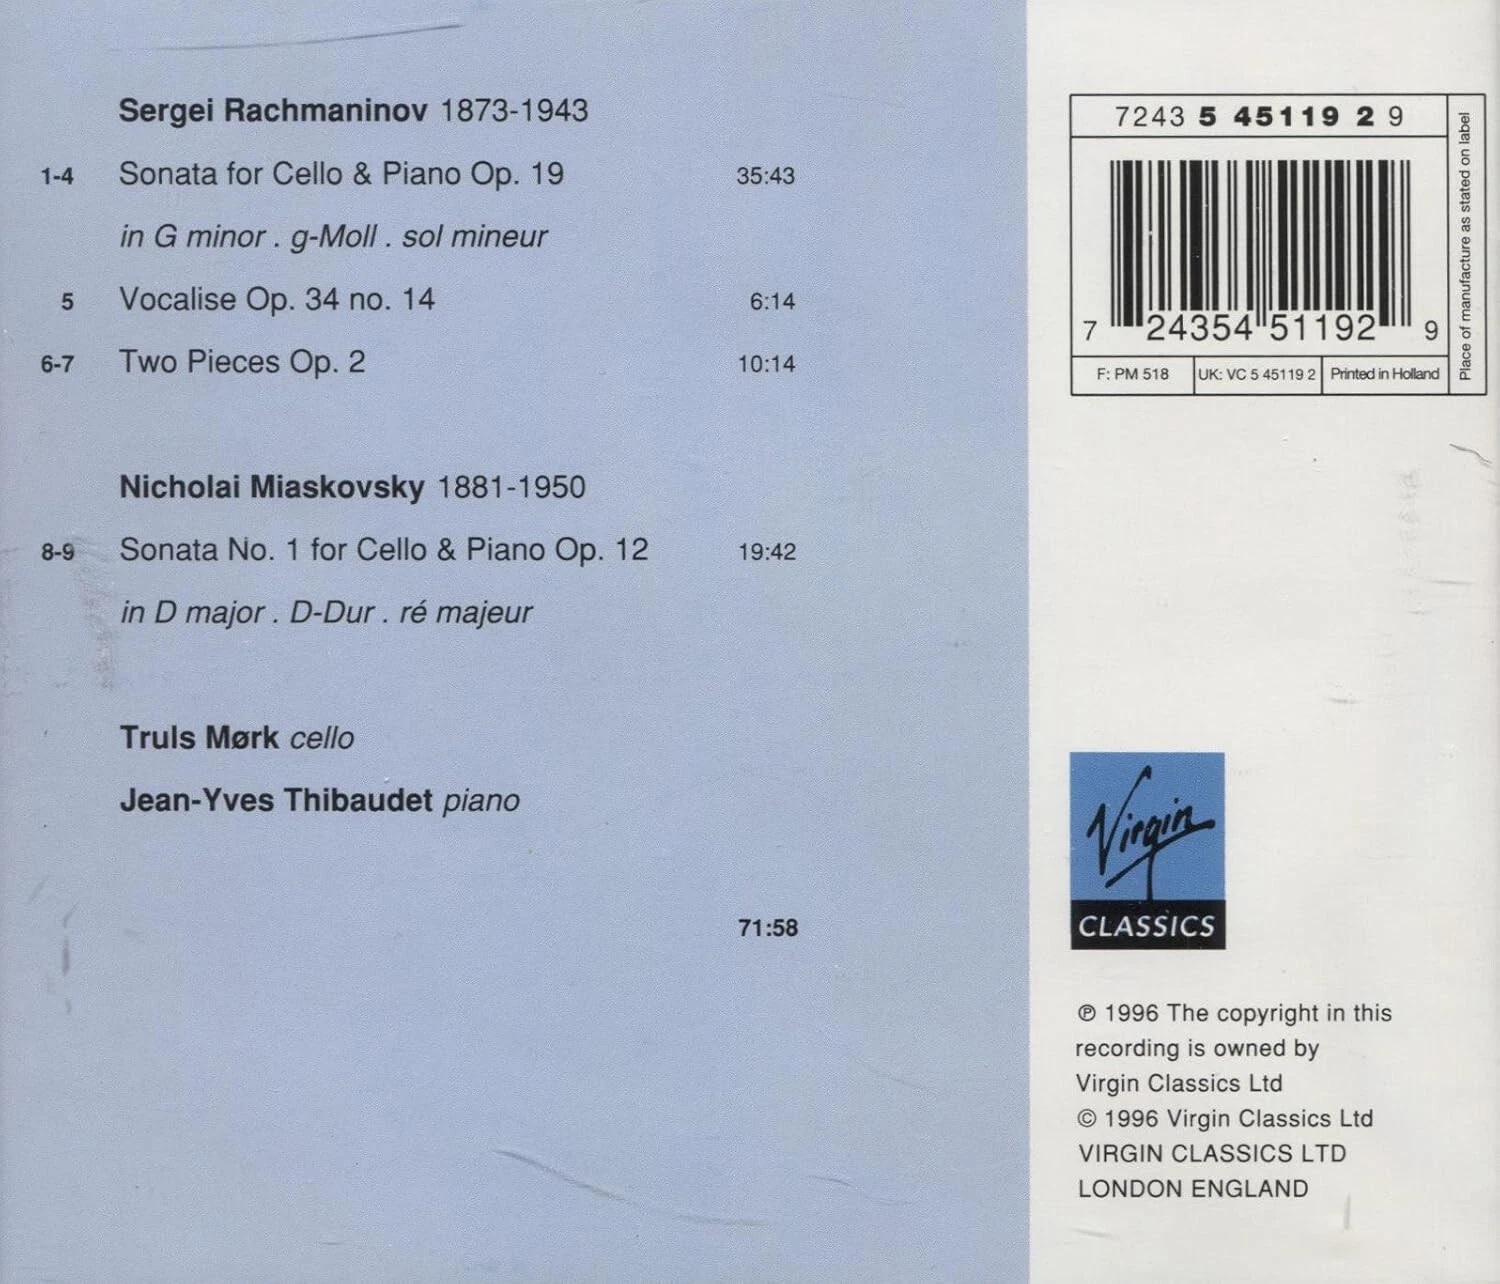 Sergei Rachmaninov 1873-1943
1-4 Sonata for Cello & Piano Op. 19 35:43
in G minor . g-Moll . sol mineur
5 Vocalise Op. 34 no. 14 6:14
6-7 Two Pieces Op. 2 10:14
Nicholai Miaskovsky 1881-1950
8-9 Sonata No. 1 for Cello & Piano Op. 12 19:42
in D major . D-Dur . ré majeur
Truls Mørk cello
Jean-Yves Thibaudet piano
71:58
7243 5 45119 2 9
7 24354 51192 9
F: PM 518 UK: VC 5 45119 2 Printed in Holland
Place of manufacture as stated on label
Virgin
CLASSICS
℗ 1996 The copyright in this
recording is owned by
Virgin Classics Ltd
© 1996 Virgin Classics Ltd
VIRGIN CLASSICS LTD
LONDON ENGLAND